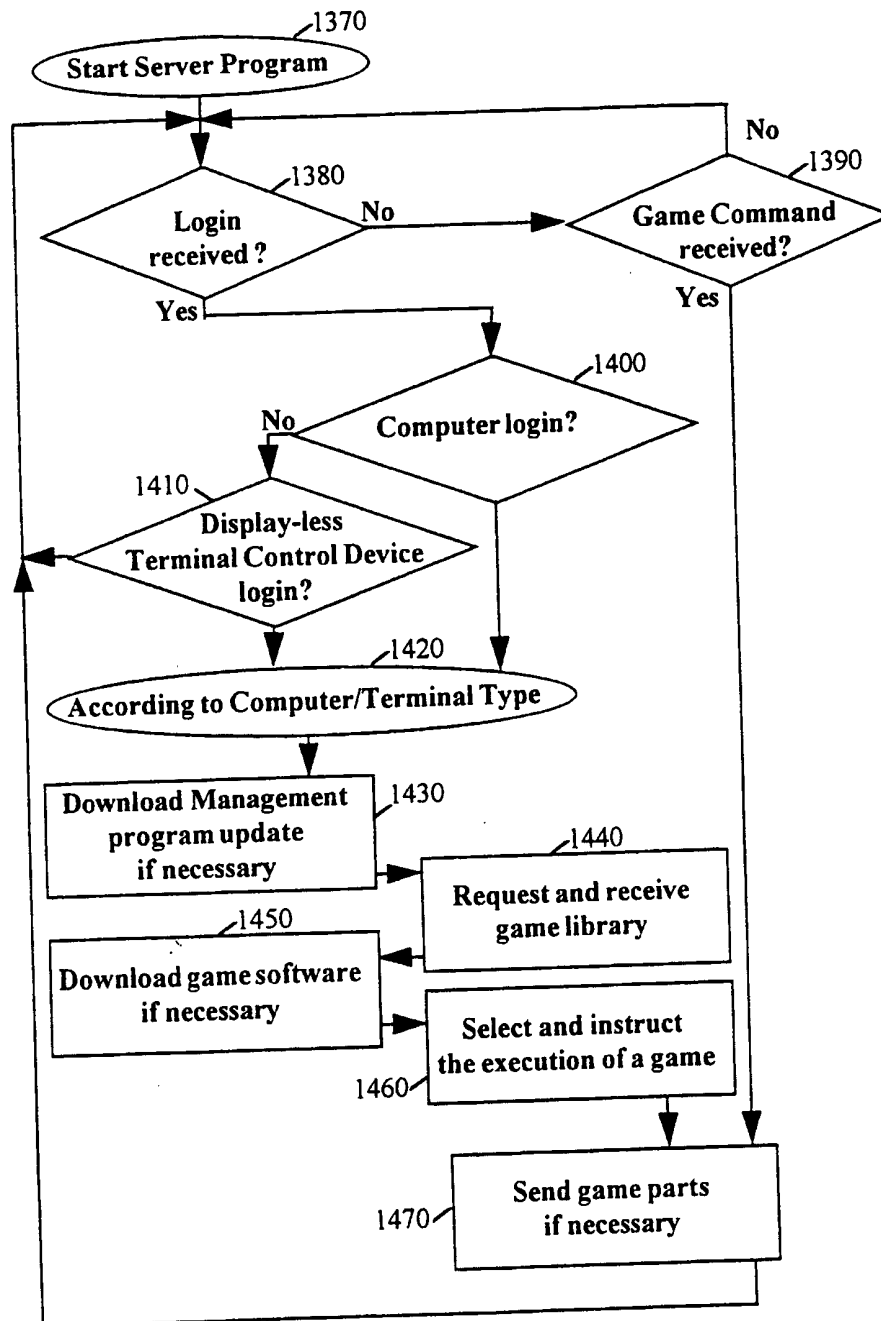 1370
Start Server Program
No
1380
1390
Login
received ?
No
Game Command
received?
Yes
Yes
1400
No
Computer login?
1410
Display-less
Terminal Control Device
login?
1420
According to Computer/Terminal Type
Download Management
program update
if necessary
1430
1440
Request and receive
game library
1450
Download game software
if necessary
Select and instruct
the execution of a game
1460
Send game parts
if necessary
1470